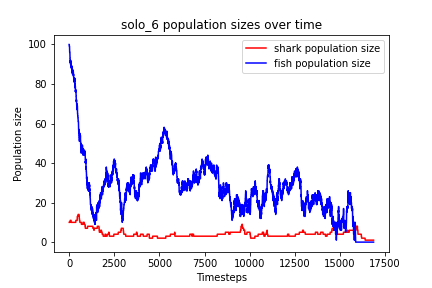 solo_6 population sizes over time
shark population size
fish population size
Population size
100
80
60
40
20
0
0
2500
5000
7500
10000
12500
15000
17500
Timesteps